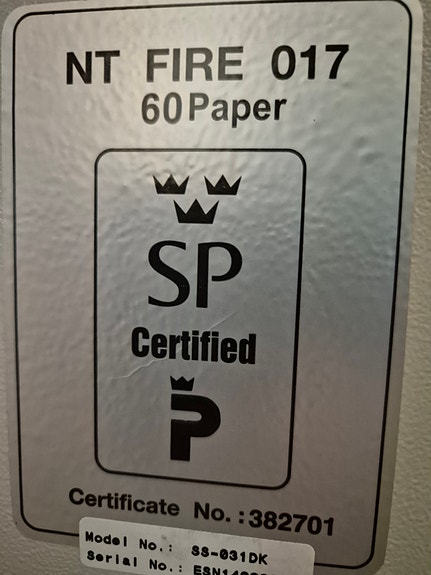 NT FIRE 017
60 Paper
SP
Certified
P
Certificate No.:382701
Model No.: SS-031DK
Serial No.: